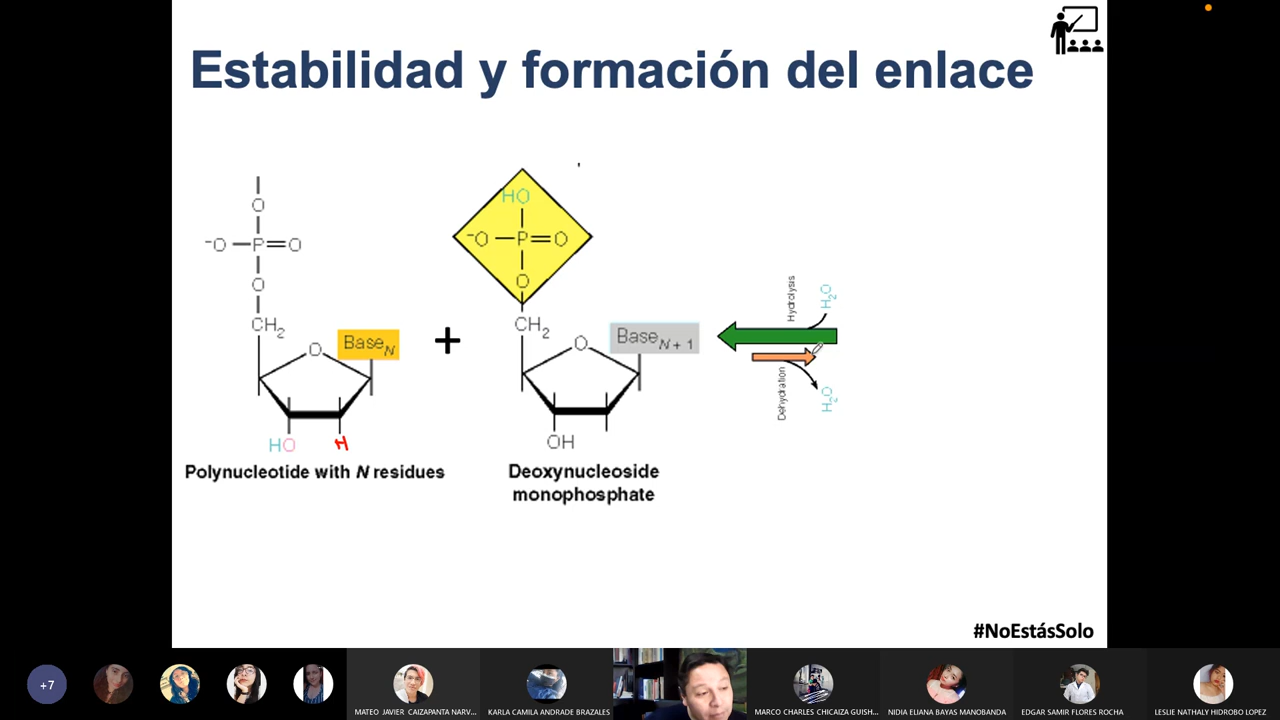 Estabilidad y formación del enlace
O
⁻O—P=O
O
CH₂
O
Base N
HO
H
Polynucleotide with N residues
+
HO
⁻O—P=O
O
CH₂
O
Base N + 1
OH
Deoxynucleoside
monophosphate
Hydrolysis
H₂O
Dehydration
H₂O
#NoEstásSolo
+7
MATEO JAVIER CAIZAPANTA NARV...
KARLA CAMILA ANDRADE BRAZALES
MARCO CHARLES CHICAIZA GUISH...
NIDIA ELIANA BAYAS MANOBANDA
EDGAR SAMIR FLORES ROCHA
LESLIE NATHALY HIDROBO LOPEZ